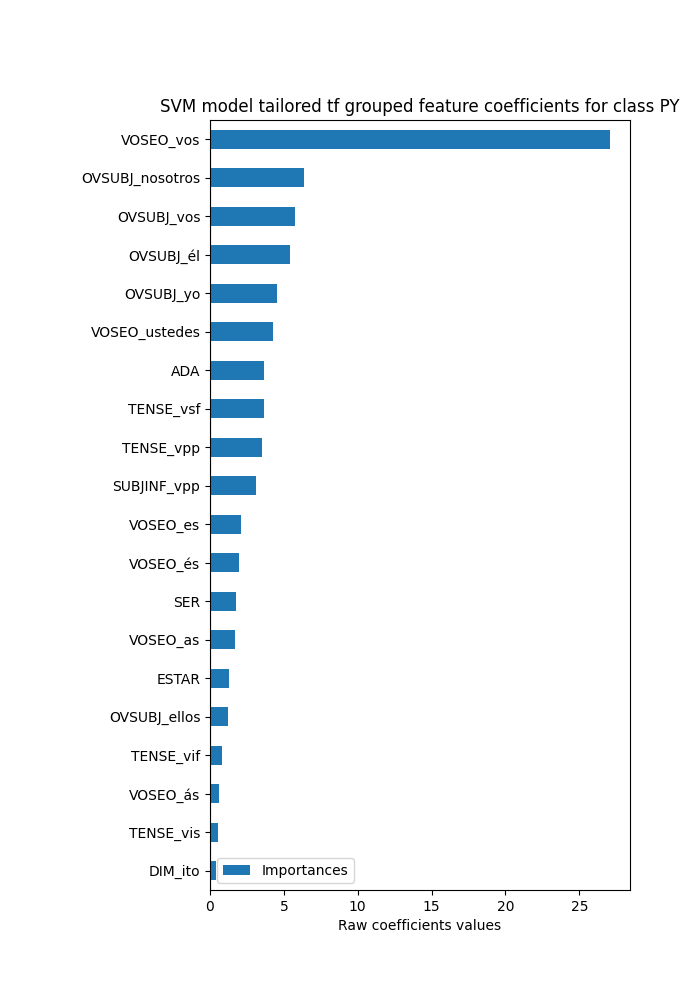 SVM model tailored tf grouped feature coefficients for class PY
VOSEO_vos
OVSUBJ_nosotros
OVSUBJ_vos
OVSUBJ_él
OVSUBJ_yo
VOSEO_ustedes
ADA
TENSE_vsf
TENSE_vpp
SUBJINF_vpp
VOSEO_es
VOSEO_és
SER
VOSEO_as
ESTAR
OVSUBJ_ellos
TENSE_vif
VOSEO_ás
TENSE_vis
DIM_ito
Importances
0 5 10 15 20 25
Raw coefficients values